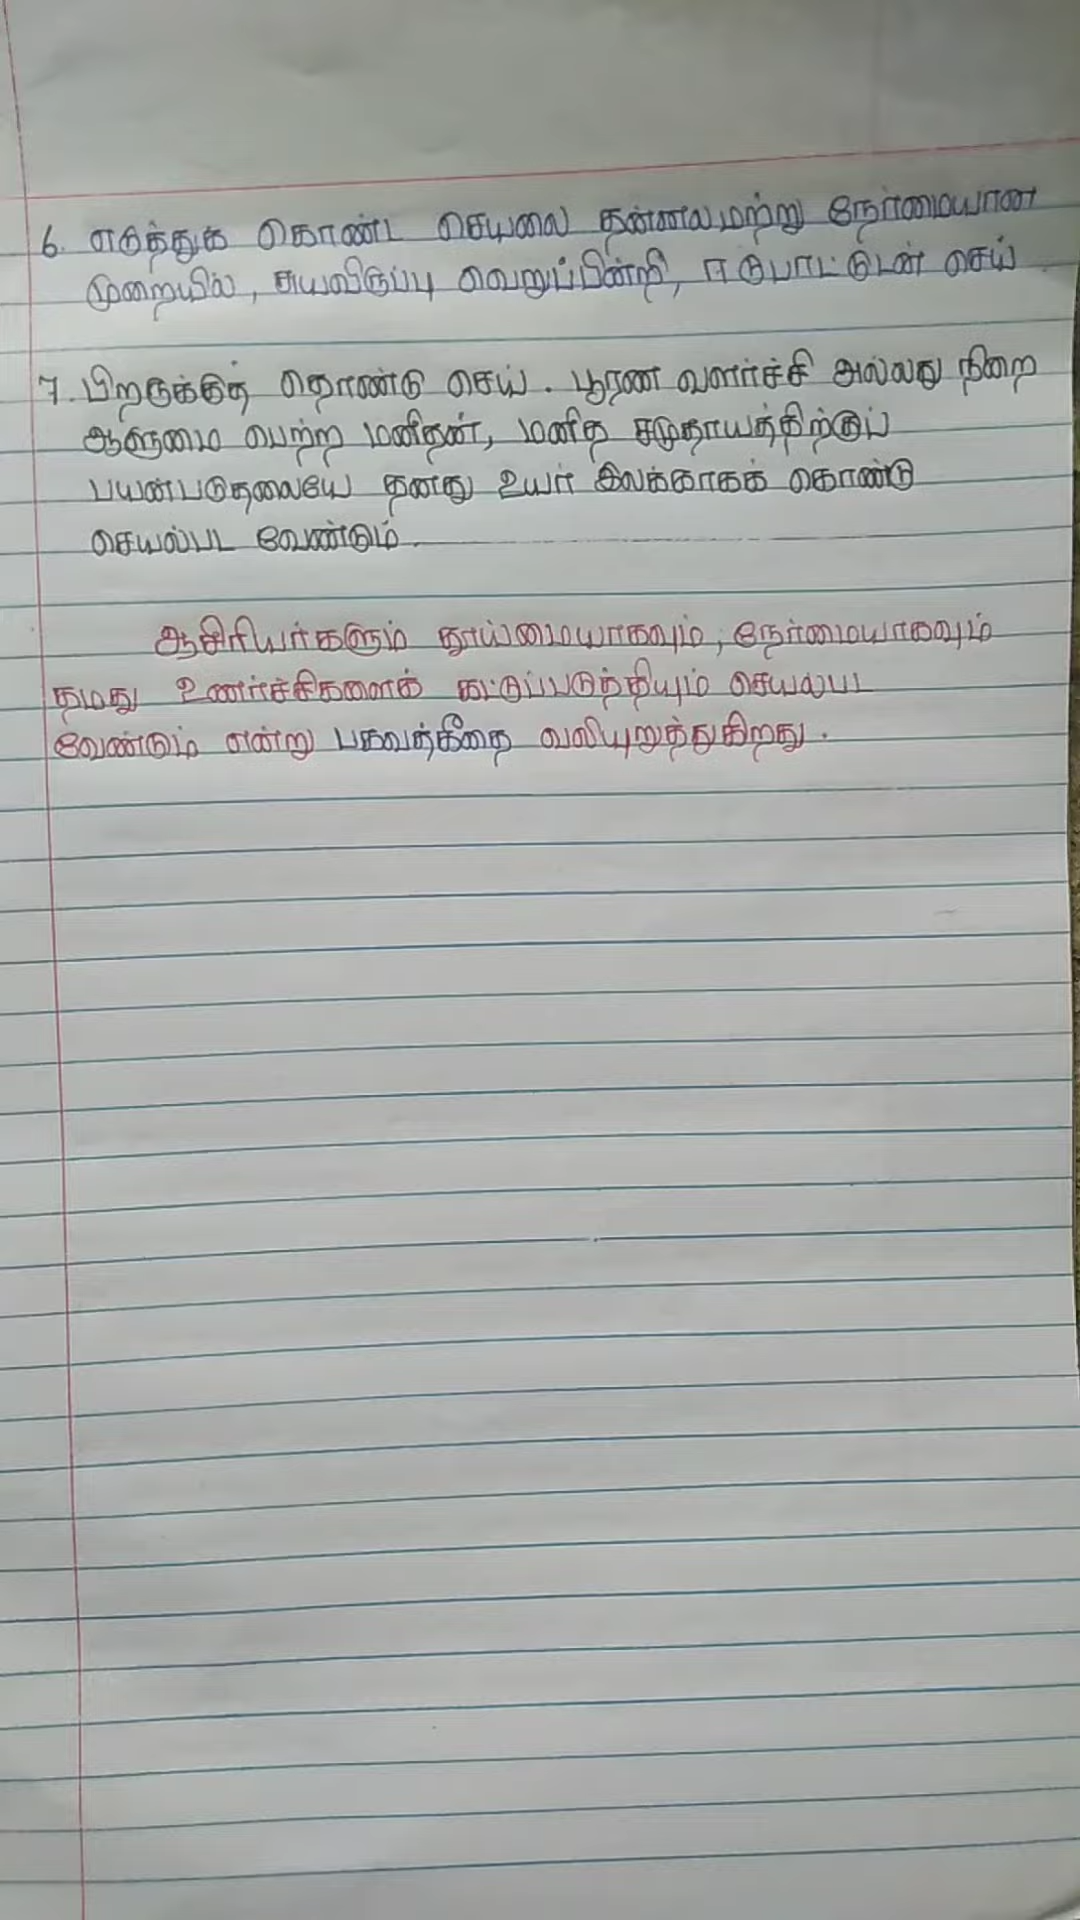 6. எடுத்துக் கொண்ட செயலை தன்னலமற்று நேர்மையான
முறையில், சுயவிருப்பு வெறுப்பின்றி, ஈடுபாட்டுடன் செய்
7. பிறருக்குத் தொண்டு செய். பூரண வளர்ச்சி அல்லது நிறை
ஆளுமை பெற்ற மனிதன், மனித சமுதாயத்திற்குப்
பயன்படுதலையே தனது உயர் இலக்காகக் கொண்டு
செயல்பட வேண்டும்.
ஆசிரியர்களும் தூய்மையாகவும், நேர்மையாகவும்
தமது உணர்ச்சிகளைக் கட்டுப்படுத்தியும் செயல்பட
வேண்டும் என்று பகவத்கீதை வலியுறுத்துகிறது.